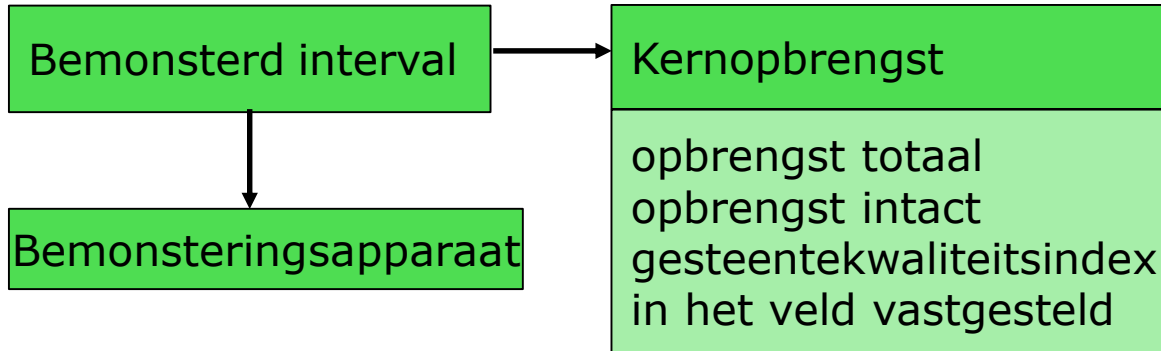 Bemonsterd interval
Kernopbrengst
opbrengst totaal
opbrengst intact
gesteentekwaliteitsindex
in het veld vastgesteld
Bemonsteringsapparaat